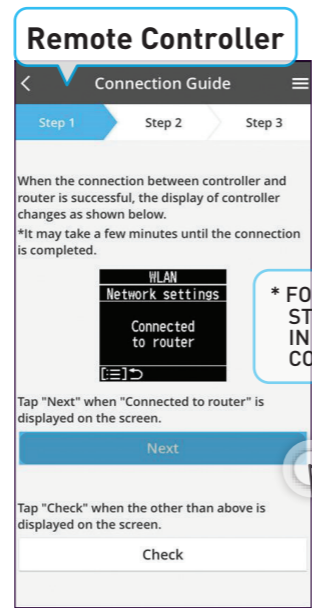 Remote Controller
Connection Guide
Step 1
Step 2
Step 3
When the connection between controller and
router is successful, the display of controller
changes as shown below.
*It may take a few minutes until the connection
is completed.
WLAN
Network settings
Connected
to router
* FO
ST
IN
CO
Tap "Next" when "Connected to router" is
displayed on the screen.
Next
Tap "Check" when the other than above is
displayed on the screen.
Check